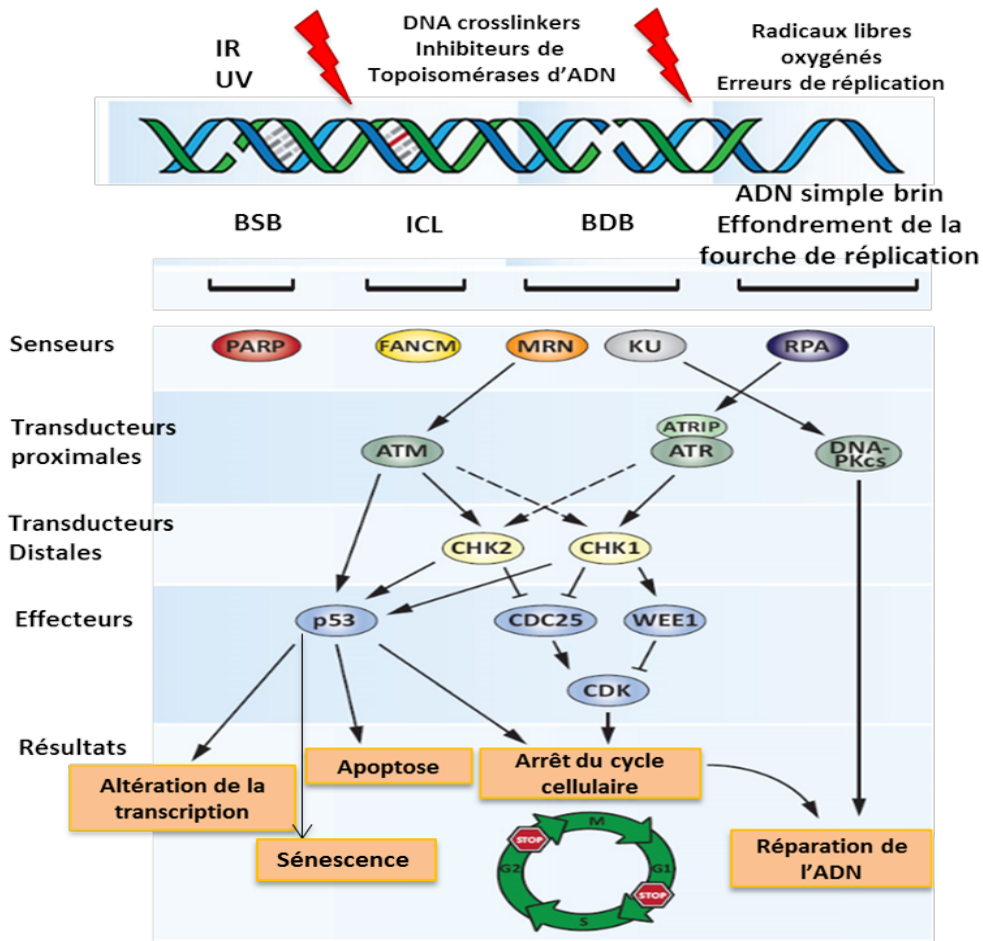 IR
UV
DNA crosslinkers
Inhibiteurs de
Topoisomérases d'ADN
Radicaux libres
oxygénés
Erreurs de réplication
BSB
ICL
BDB
ADN simple brin
Effondrement de la
fourche de réplication
Senseurs
PARP
FANCM
MRN
KU
RPA
Transducteurs
proximales
ATM
ATRIP
ATR
DNA-
PKcs
Transducteurs
Distales
CHK2
CHK1
Effecteurs
p53
CDC25
WEE1
CDK
Résultats
Altération de la
transcription
Apoptose
Arrêt du cycle
cellulaire
Sénescence
Réparation de
l'ADN
M
STOP
G2
G1
STOP
S